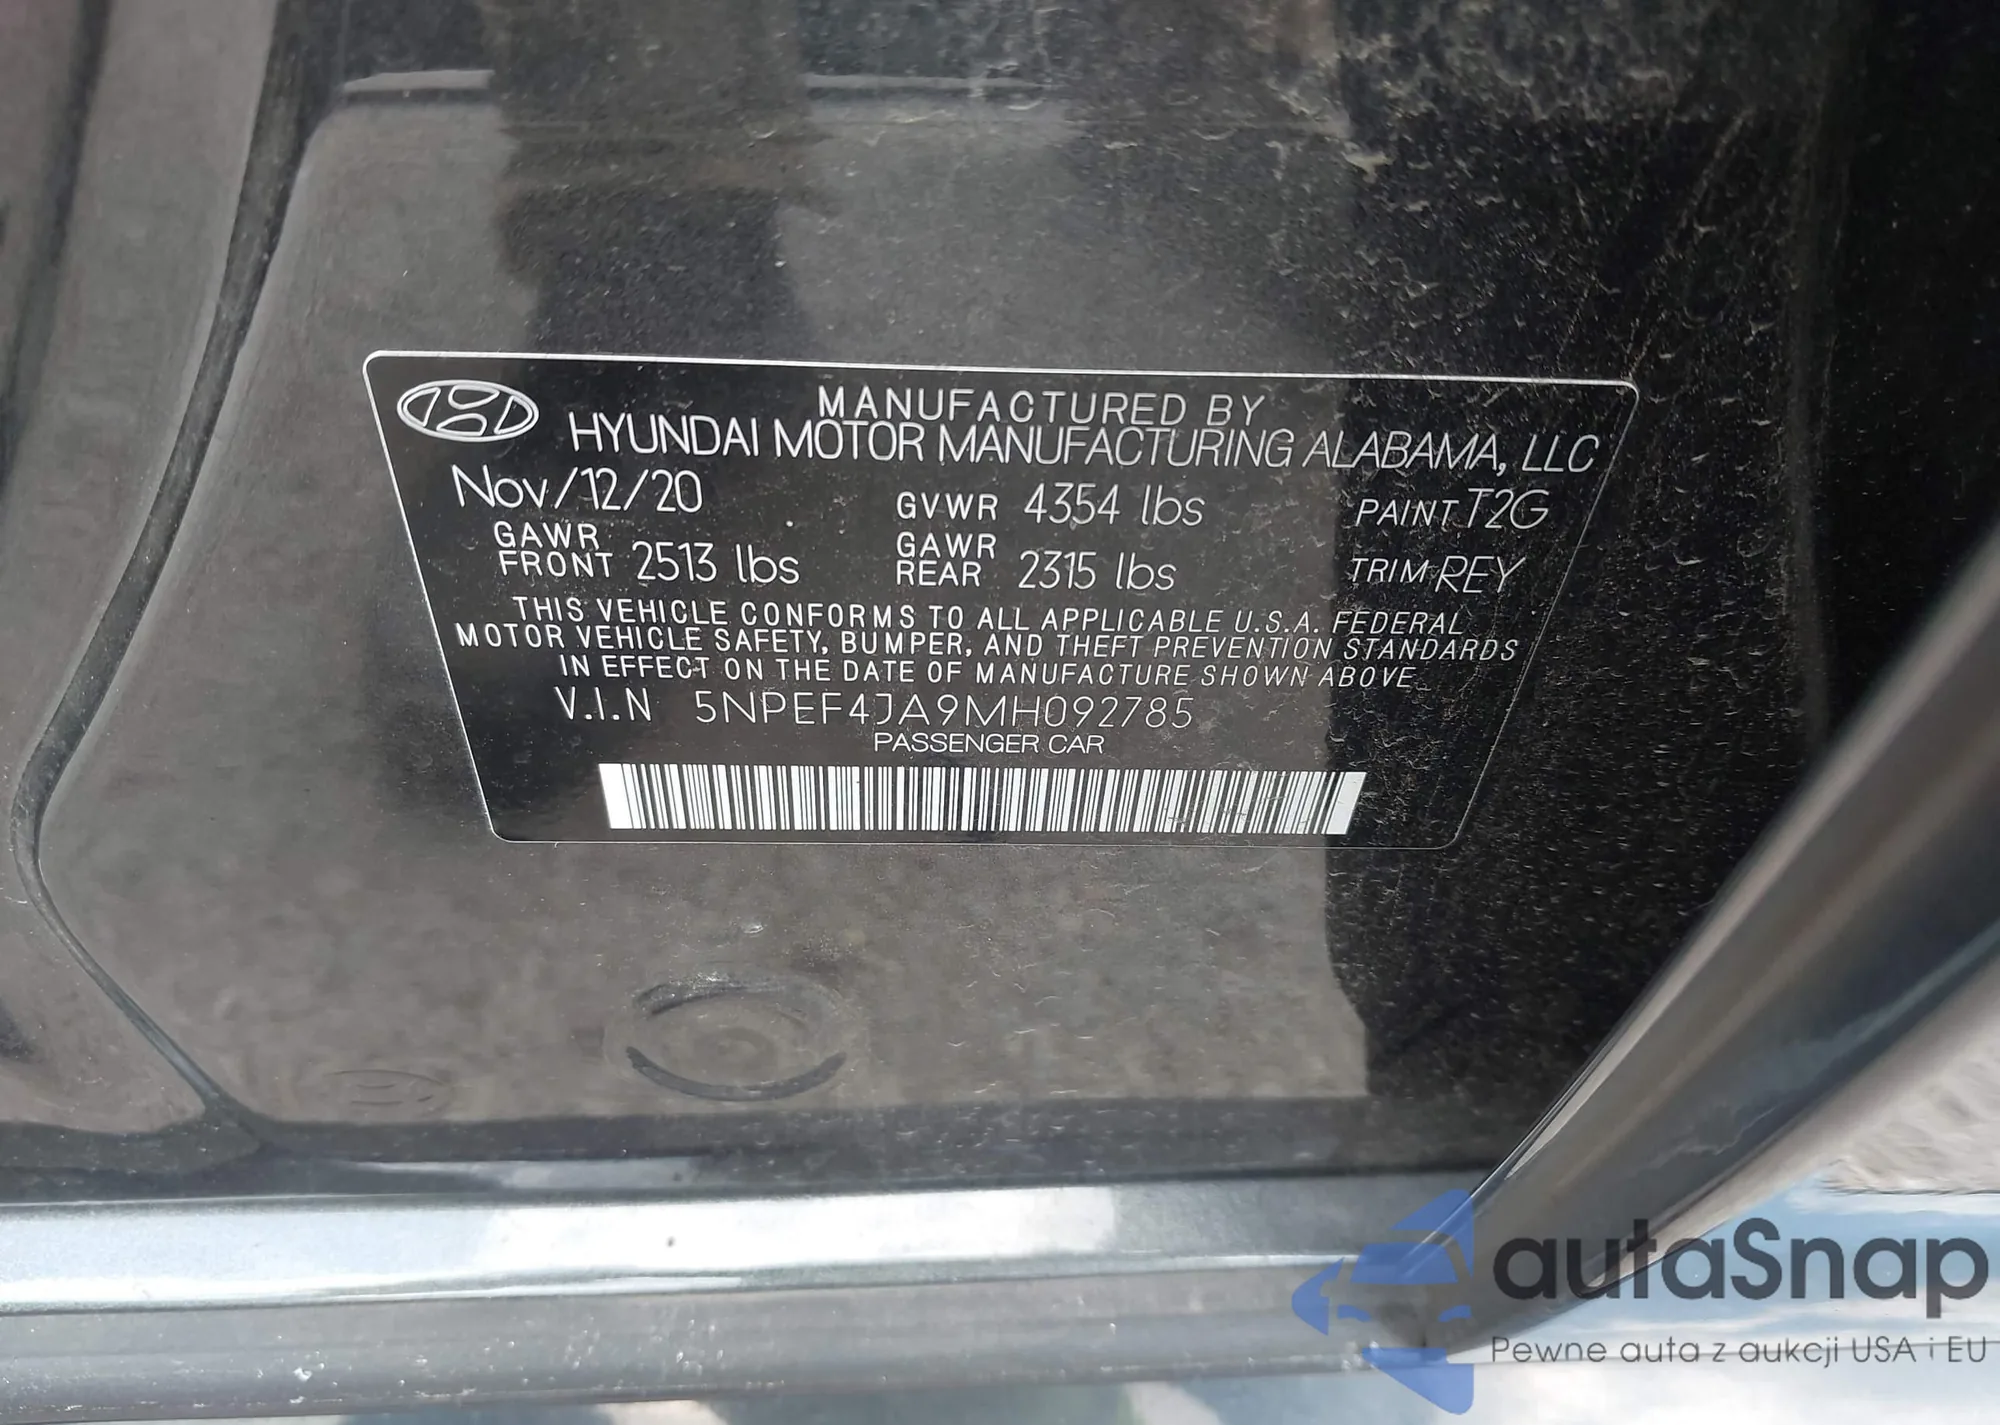 MANUFACTURED BY
HYUNDAI MOTOR MANUFACTURING ALABAMA, LLC
Nov/12/20 GVWR 4354 lbs PAINT T2G
GAWR FRONT 2513 lbs GAWR REAR 2315 lbs TRIM REY
THIS VEHICLE CONFORMS TO ALL APPLICABLE U.S.A. FEDERAL
MOTOR VEHICLE SAFETY, BUMPER, AND THEFT PREVENTION STANDARDS
IN EFFECT ON THE DATE OF MANUFACTURE SHOWN ABOVE.
V.I.N 5NPEF4JA9MH092785
PASSENGER CAR
autaSnap
Pewne auta z aukcji USA i EU